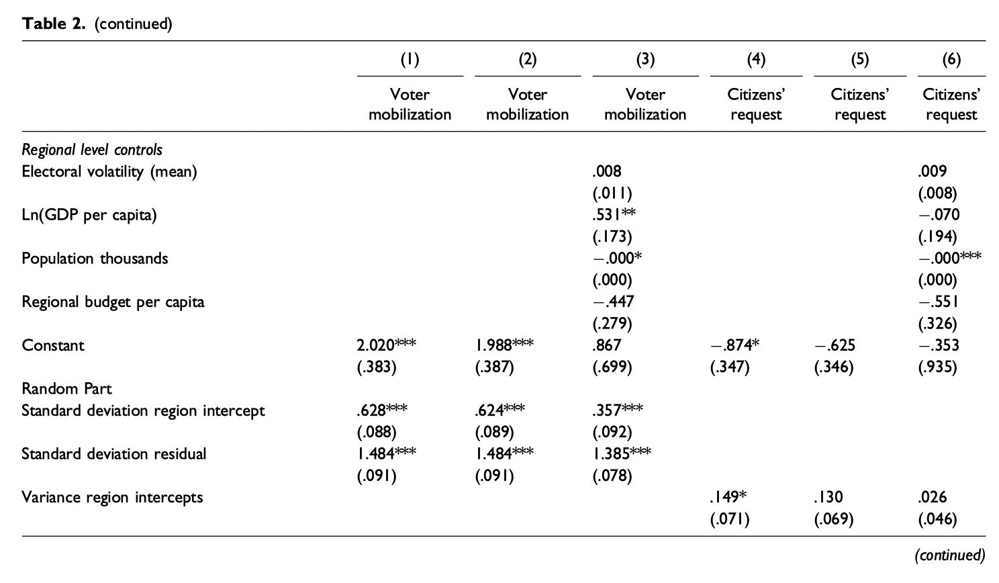 Table 2. (continued)
(1) (2) (3) (4) (5) (6)
Voter Voter Voter Citizens’ Citizens’ Citizens’
mobilization mobilization mobilization request request request
Regional level controls
Electoral volatility (mean) .008 .009
(.011) (.008)
Ln(GDP per capita) .531** −.070
(.173) (.194)
Population thousands −.000* −.000***
(.000) (.000)
Regional budget per capita −.447 −.551
(.279) (.326)
Constant 2.020*** 1.988*** .867 −.874* −.625 −.353
(.383) (.387) (.699) (.347) (.346) (.935)
Random Part
Standard deviation region intercept .628*** .624*** .357***
(.088) (.089) (.092)
Standard deviation residual 1.484*** 1.484*** 1.385***
(.091) (.091) (.078)
Variance region intercepts .149* .130 .026
(.071) (.069) (.046)
(continued)